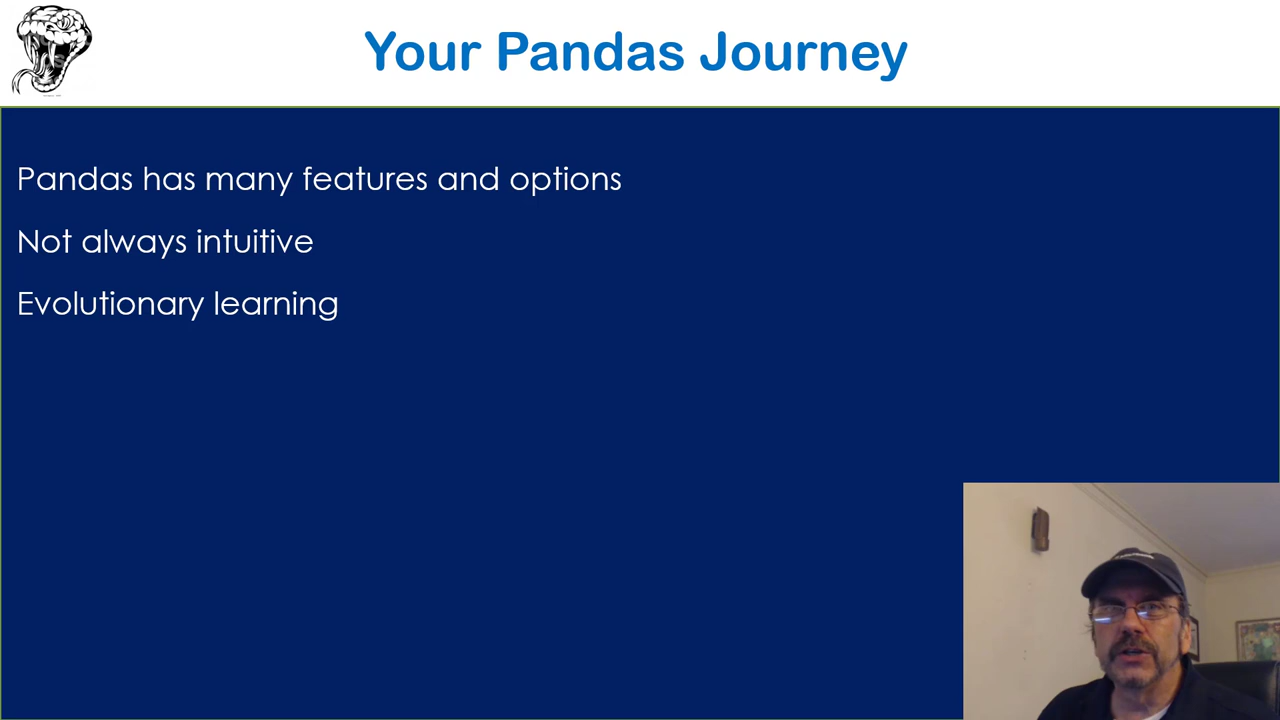 Your Pandas Journey
Pandas has many features and options
Not always intuitive
Evolutionary learning